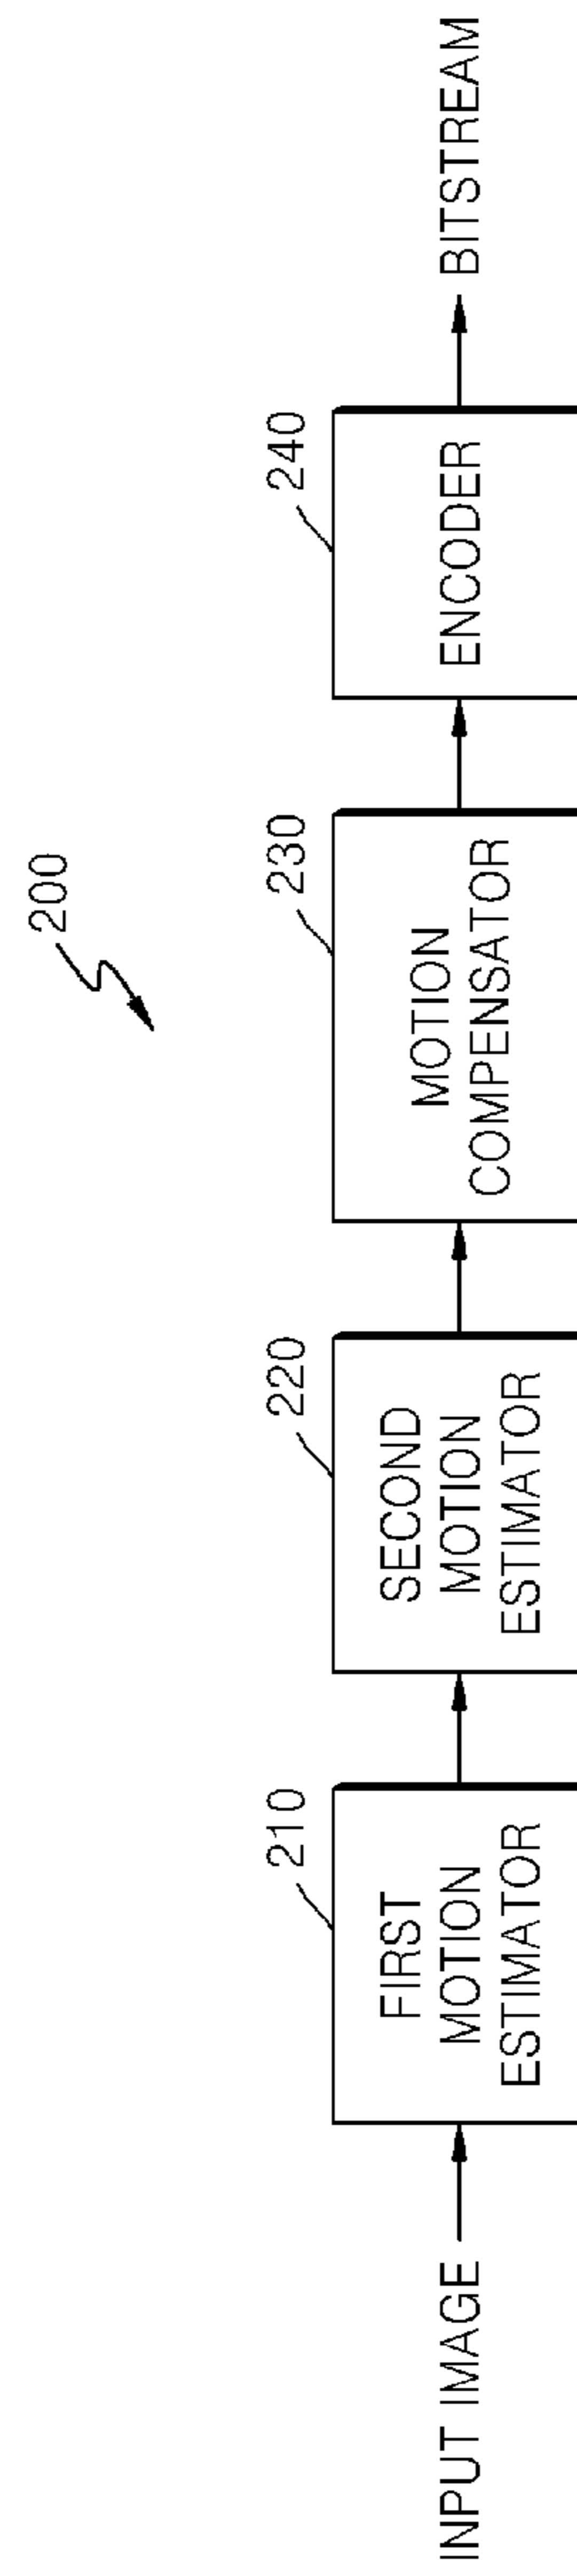 200
INPUT IMAGE
210
FIRST
MOTION
ESTIMATOR
220
SECOND
MOTION
ESTIMATOR
230
MOTION
COMPENSATOR
240
ENCODER
BITSTREAM